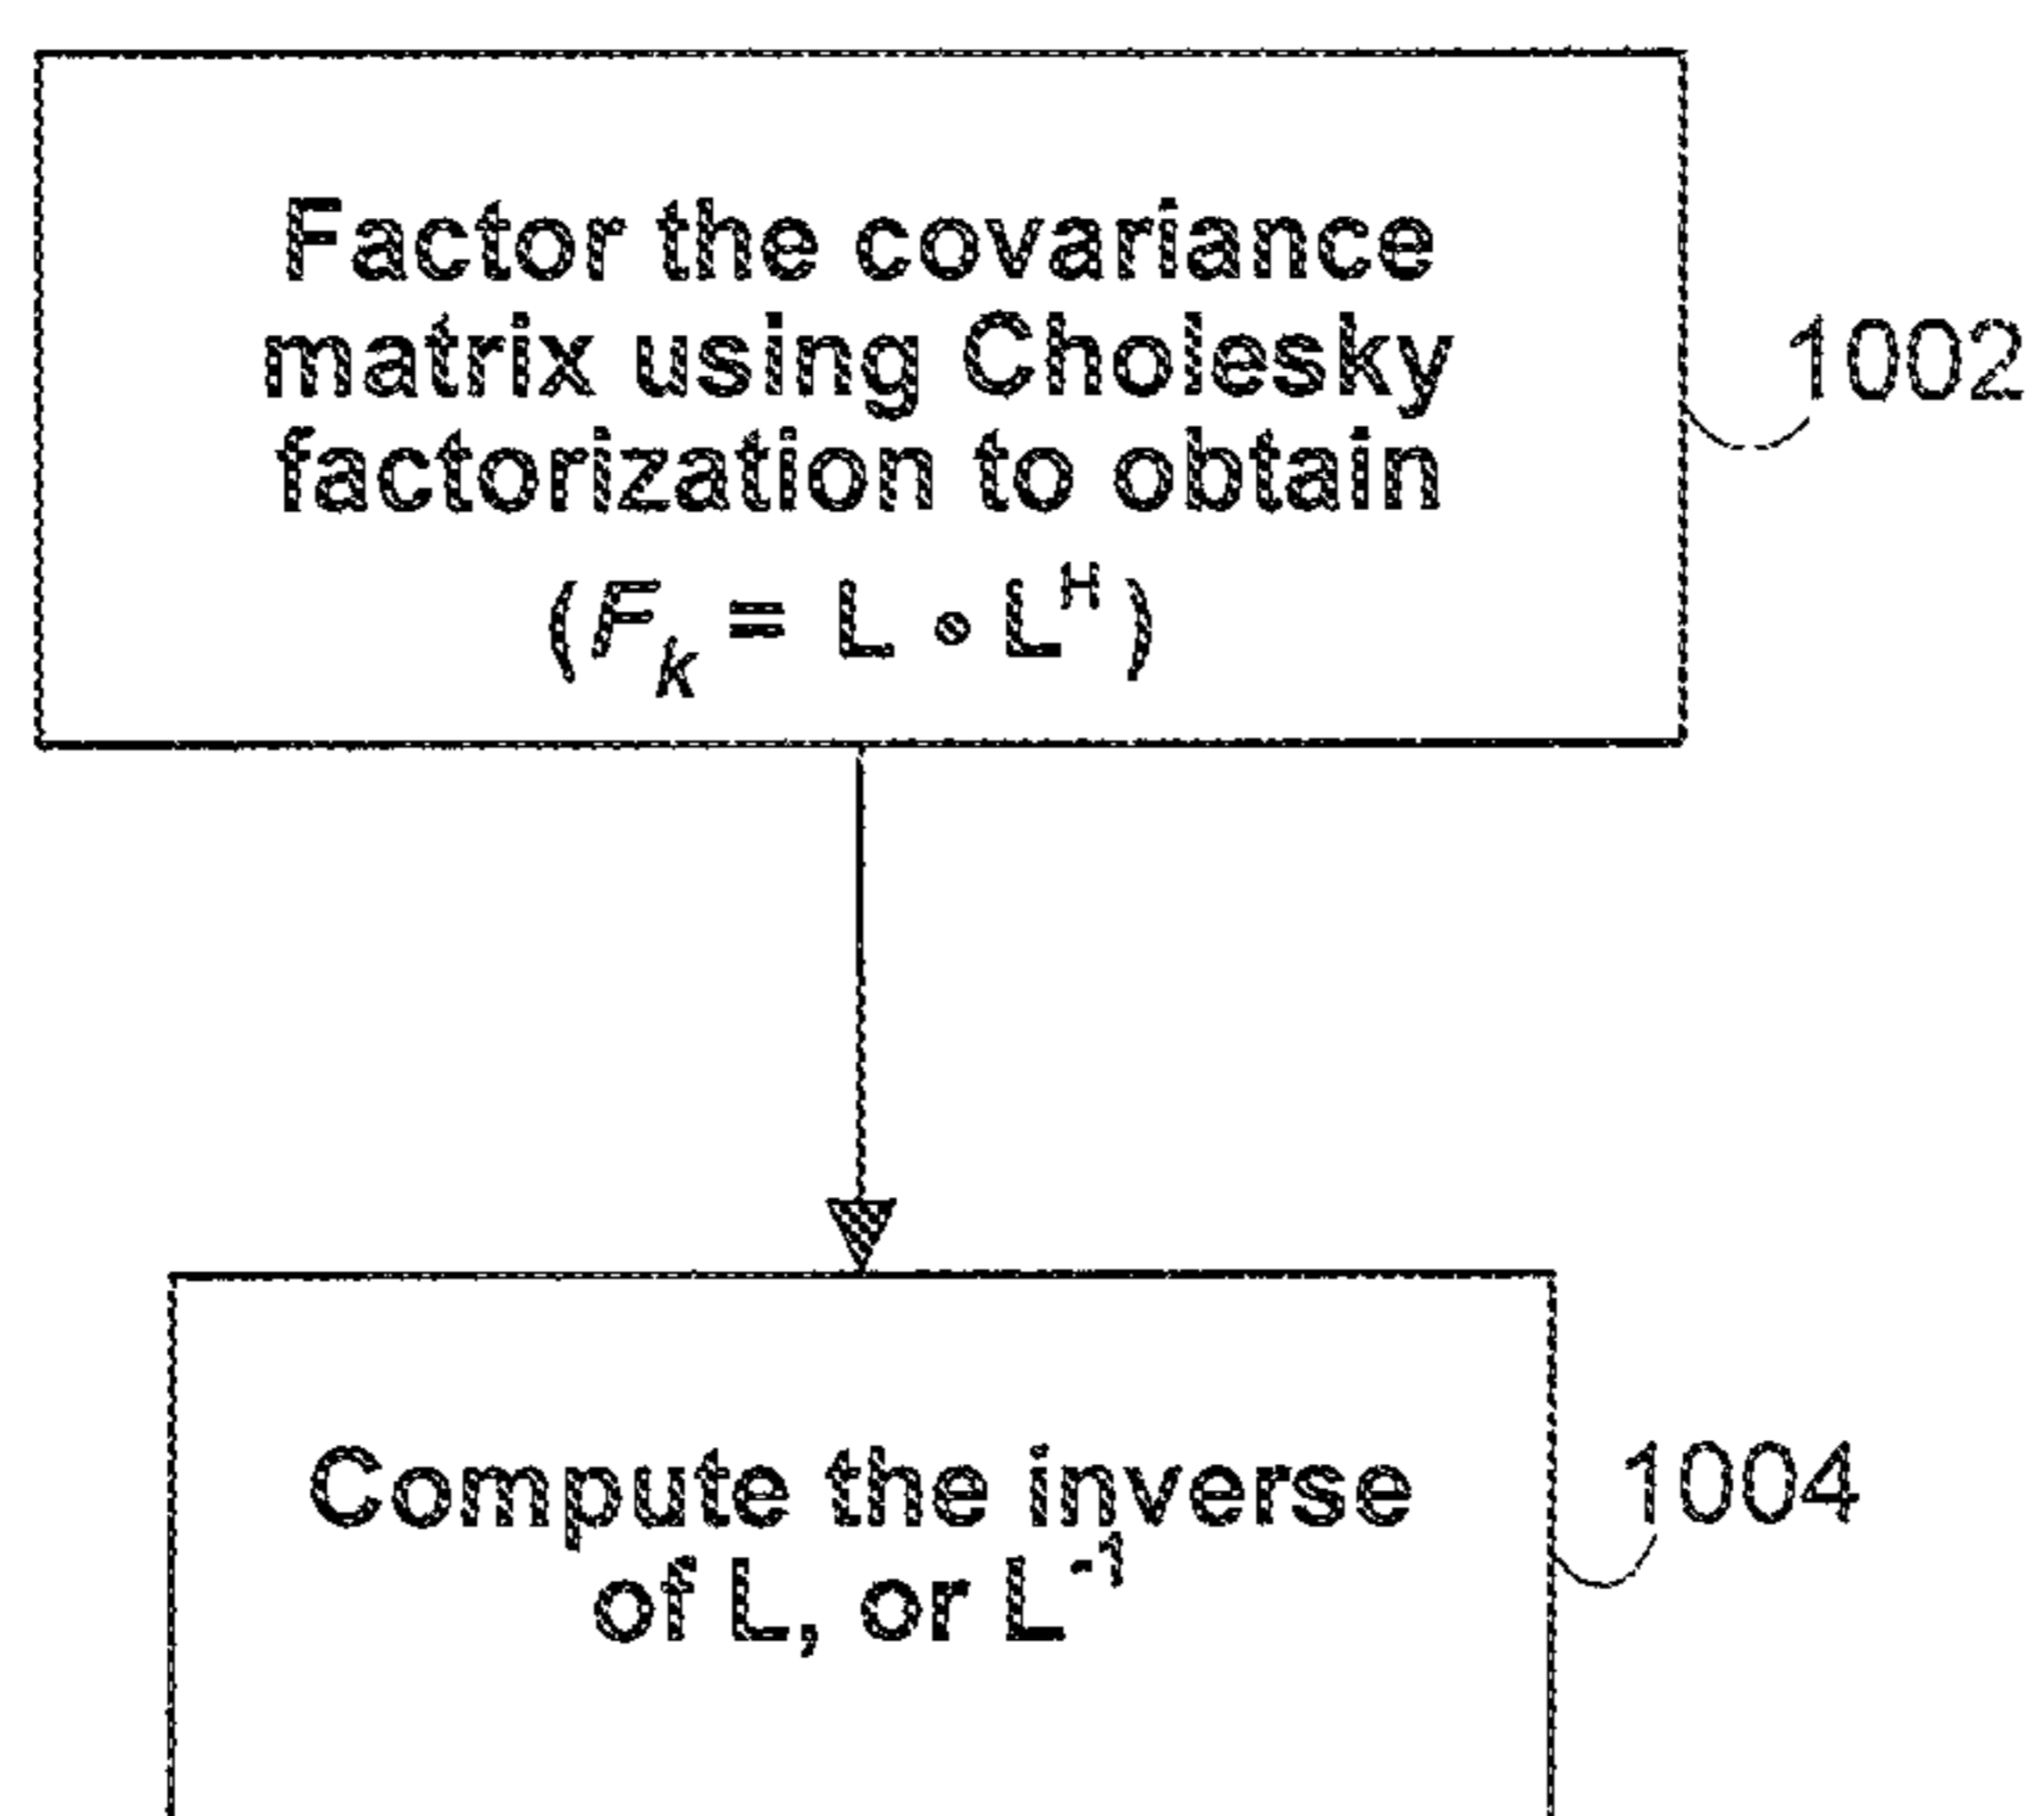 Factor the covariance
matrix using Cholesky
factorization to obtain
(F_k = L ∘ L^H)
1002
Compute the inverse
of L, or L^-1
1004